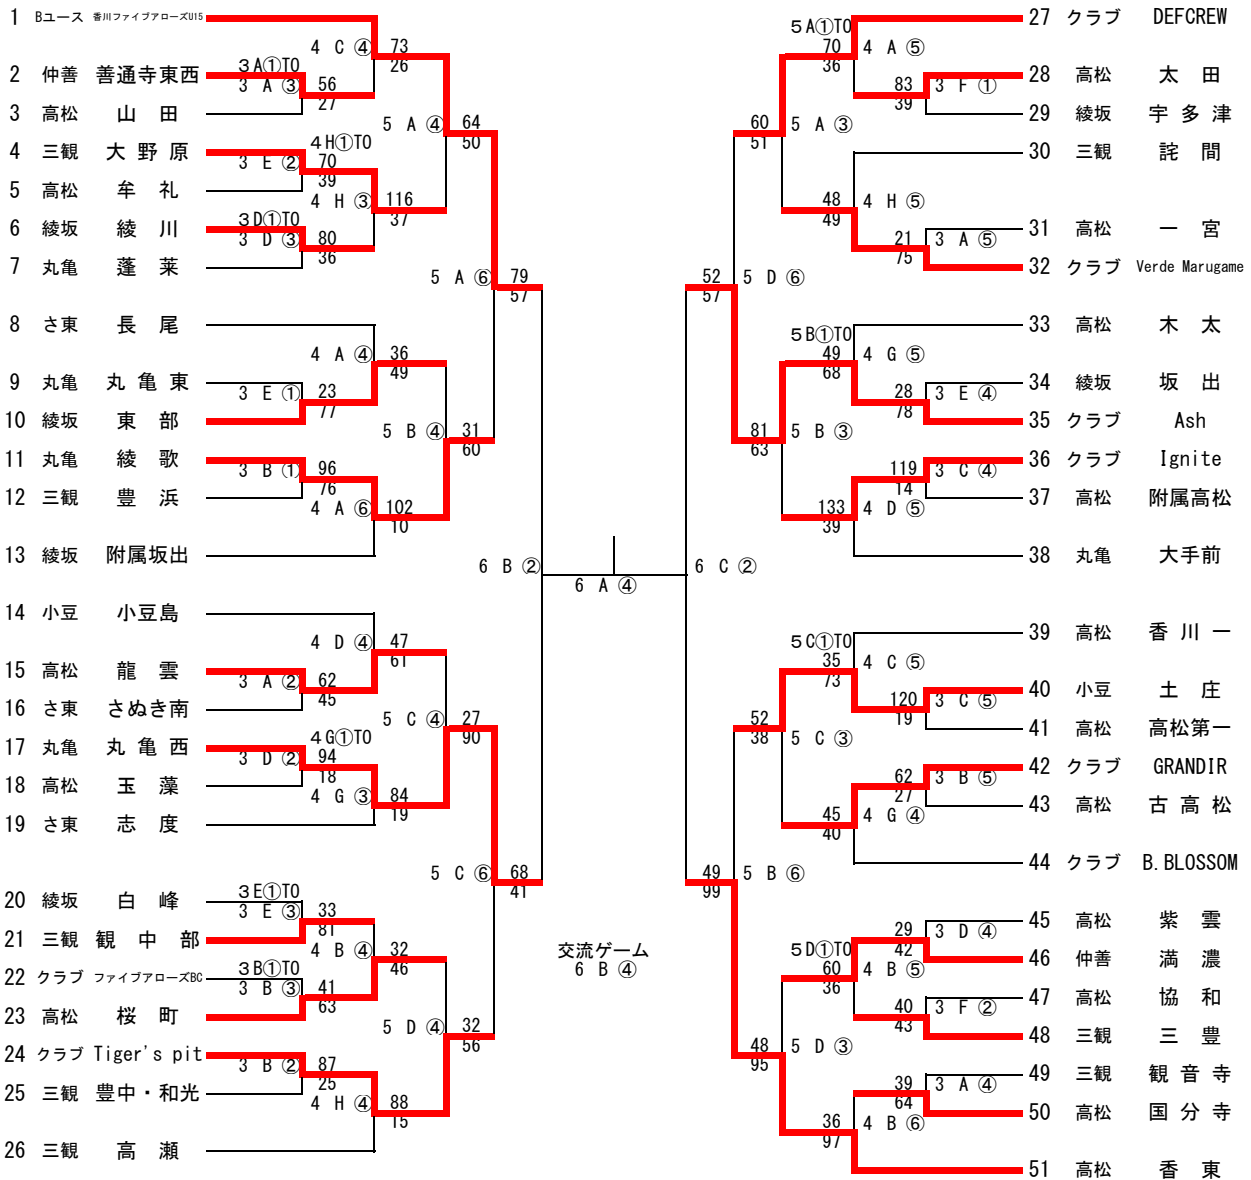 1 Bユース 香川ファイブアローズU15
4 C ④ 73
26
2 仲善 善通寺東西
3A①TO
3 A ③ 56
27
3 高松 山 田
5 A ④ 64
50
4 三観 大 野 原
4H①TO
3 E ② 70
39
5 高松 牟 礼
4 H ③ 116
37
6 綾坂 綾 川
3D①TO
3 D ③ 80
36
7 丸亀 蓬 莱
5 A ⑥ 79
57
8 さ東 長 尾
4 A ④ 36
49
9 丸亀 丸 亀 東
3 E ① 23
77
10 綾坂 東 部
5 B ④ 31
60
11 丸亀 綾 歌
3 B ① 96
76
12 三観 豊 浜
4 A ⑥ 102
10
13 綾坂 附属坂出
6 B ②
14 小豆 小豆島
4 D ④ 47
61
15 高松 龍 雲
3 A ② 62
45
16 さ東 さぬき南
5 C ④ 27
90
17 丸亀 丸 亀 西
4G①TO
3 D ② 94
18
18 高松 玉 藻
4 G ③ 84
19
19 さ東 志 度
5 C ⑥ 68
41
20 綾坂 白 峰
3E①TO
3 E ③ 33
81
21 三観 観 中 部
4 B ④ 32
46
22 クラブ ファイブアローズBC
3B①TO
3 B ③ 41
63
23 高松 桜 町
5 D ④ 32
56
24 クラブ Tiger's pit
3 B ② 87
25
25 三観 豊中・和光
4 H ④ 88
15
26 三観 高 瀬
6 A ④
交流ゲーム
6 B ④
27 クラブ DEFCREW
5A①TO
70 4 A ⑤
36
28 高松 太 田
83 3 F ①
39
29 綾坂 宇 多 津
60 5 A ③
51
30 三観 詫 間
48 4 H ⑤
49
31 高松 一 宮
21 3 A ⑤
75
32 クラブ Verde Marugame
52 5 D ⑥
57
33 高松 木 太
5B①TO
49 4 G ⑤
68
34 綾坂 坂 出
28 3 E ④
78
35 クラブ Ash
81 5 B ③
63
36 クラブ Ignite
119 3 C ④
14
37 高松 附属高松
133 4 D ⑤
39
38 丸亀 大手前
6 C ②
39 高松 香 川 一
5C①TO
35 4 C ⑤
73
40 小豆 土 庄
120 3 C ⑤
19
41 高松 高松第一
52 5 C ③
38
42 クラブ GRANDIR
62 3 B ⑤
27
43 高松 古 高 松
45 4 G ④
40
44 クラブ B.BLOSSOM
49 5 B ⑥
99
45 高松 紫 雲
29 3 D ④
42
46 仲善 満 濃
5D①TO
60 4 B ⑤
36
47 高松 協 和
40 3 F ②
43
48 三観 三 豊
48 5 D ③
95
49 三観 観 音 寺
39 3 A ④
64
50 高松 国 分 寺
36 4 B ⑥
97
51 高松 香 東